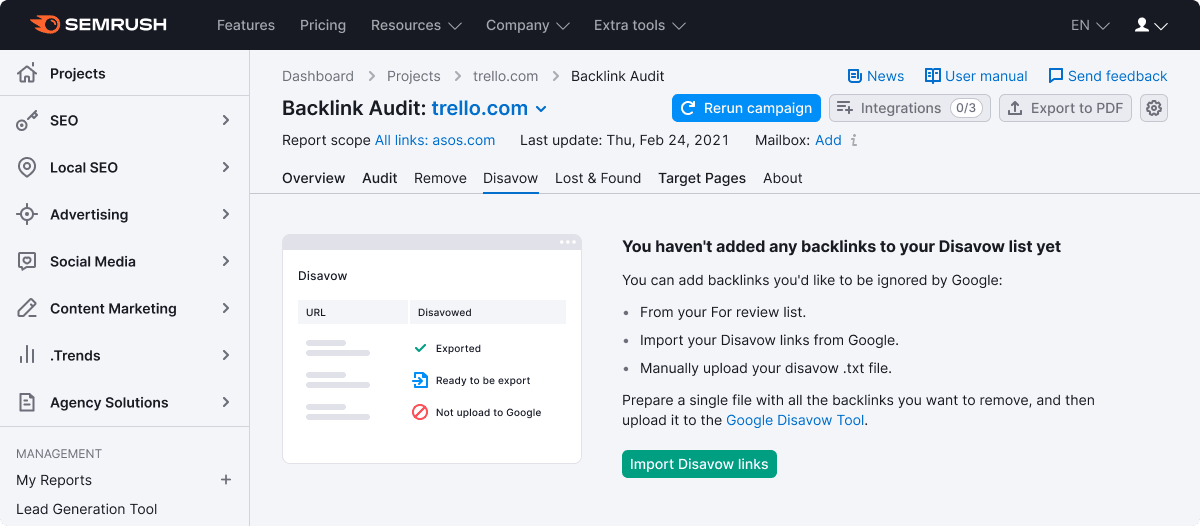 SEMRUSH Features Pricing Resources Company Extra tools EN
Projects
SEO
Local SEO
Advertising
Social Media
Content Marketing
.Trends
Agency Solutions
MANAGEMENT
My Reports
Lead Generation Tool
Dashboard Projects trello.com Backlink Audit
News User manual Send feedback
Backlink Audit: trello.com
Rerun campaign Integrations 0/3 Export to PDF
Report scope All links: asos.com Last update: Thu, Feb 24, 2021 Mailbox: Add
Overview Audit Remove Disavow Lost & Found Target Pages About
Disavow
URL Disavowed
Exported
Ready to be export
Not upload to Google
You haven't added any backlinks to your Disavow list yet
You can add backlinks you'd like to be ignored by Google:
• From your For review list.
• Import your Disavow links from Google.
• Manually upload your disavow .txt file.
Prepare a single file with all the backlinks you want to remove, and then
upload it to the Google Disavow Tool.
Import Disavow links